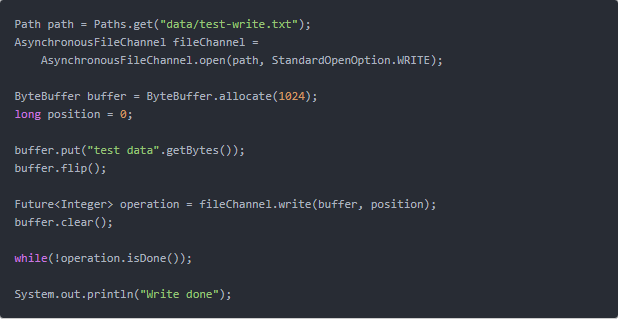 Path path = Paths.get("data/test-write.txt");
AsynchronousFileChannel fileChannel =
    AsynchronousFileChannel.open(path, StandardOpenOption.WRITE);

ByteBuffer buffer = ByteBuffer.allocate(1024);
long position = 0;

buffer.put("test data".getBytes());
buffer.flip();

Future<Integer> operation = fileChannel.write(buffer, position);
buffer.clear();

while(!operation.isDone());

System.out.println("Write done");